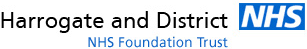 Harrogate and District NHS
NHS Foundation Trust